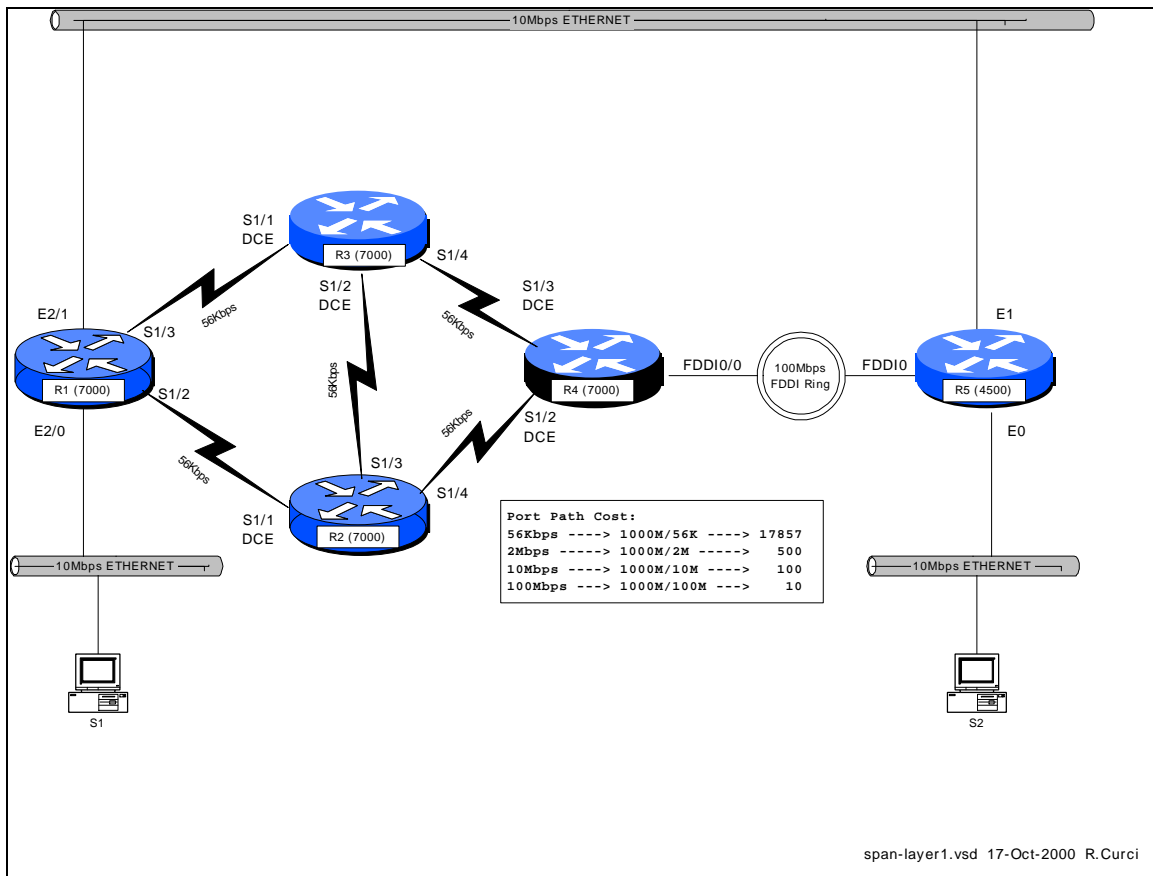 10Mbps ETHERNET
S1/1
DCE
R3 (7000)
S1/4
S1/2
DCE
S1/3
DCE
56Kbps
56Kbps
E2/1
S1/3
E1
R1 (7000)
S1/2
56Kbps
R4 (7000)
FDDI0/0
100Mbps
FDDI Ring
FDDI0
R5 (4500)
E2/0
56Kbps
S1/2
DCE
E0
56Kbps
S1/3
S1/4
S1/1
DCE
R2 (7000)
Port Path Cost:
56Kbps ----> 1000M/56K ----> 17857
2Mbps -----> 1000M/2M -----> 500
10Mbps ----> 1000M/10M ----> 100
100Mbps ---> 1000M/100M ---> 10
10Mbps ETHERNET
10Mbps ETHERNET
S1
S2
span-layer1.vsd 17-Oct-2000 R.Curci